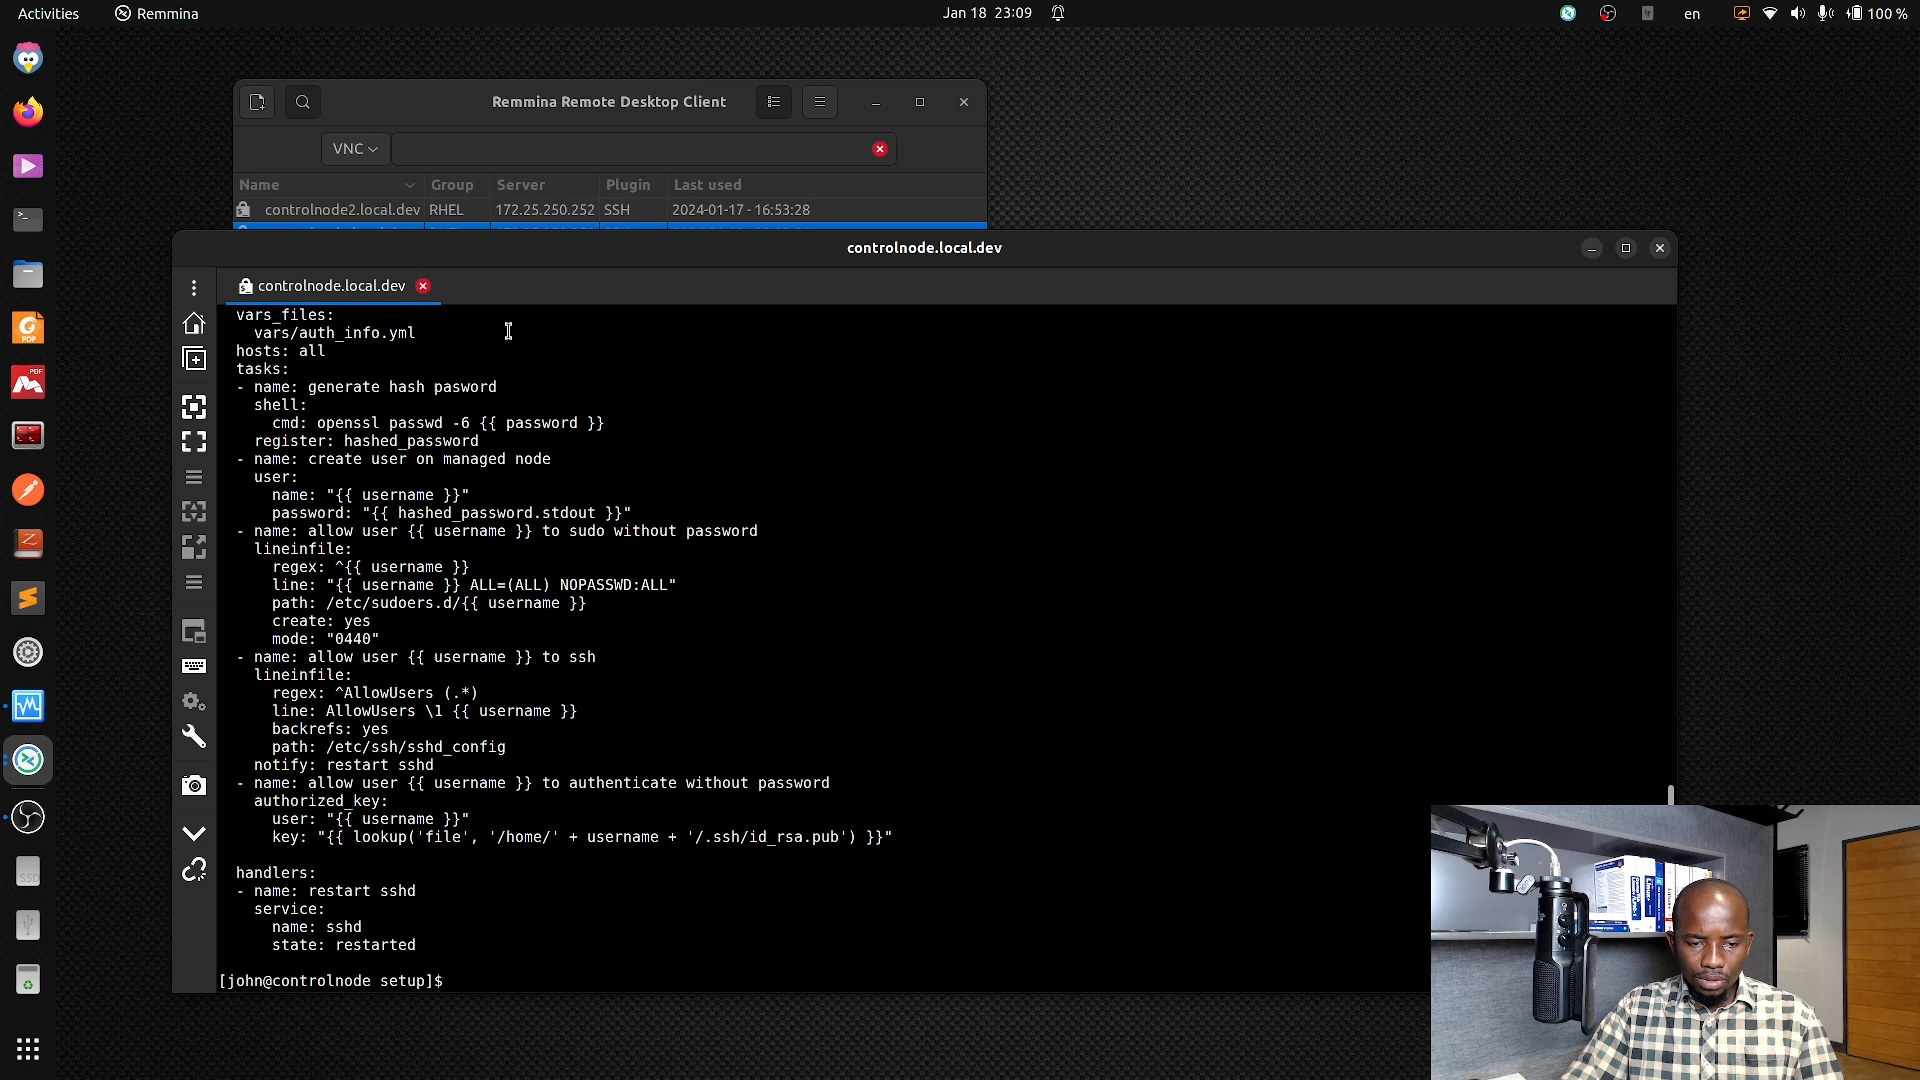 Activities
Remmina
Jan 18 23:09
en
100 %
Remmina Remote Desktop Client
VNC
Name Group Server Plugin Last used
controlnode2.local.dev RHEL 172.25.250.252 SSH 2024-01-17 - 16:53:28
controlnode.local.dev
controlnode.local.dev
vars_files:
vars/auth_info.yml
hosts: all
tasks:
- name: generate hash pasword
shell:
cmd: openssl passwd -6 {{ password }}
register: hashed_password
- name: create user on managed node
user:
name: "{{ username }}"
password: "{{ hashed_password.stdout }}"
- name: allow user {{ username }} to sudo without password
lineinfile:
regex: ^{{ username }}
line: "{{ username }} ALL=(ALL) NOPASSWD:ALL"
path: /etc/sudoers.d/{{ username }}
create: yes
mode: "0440"
- name: allow user {{ username }} to ssh
lineinfile:
regex: ^AllowUsers (.*)
line: AllowUsers \1 {{ username }}
backrefs: yes
path: /etc/ssh/sshd_config
notify: restart sshd
- name: allow user {{ username }} to authenticate without password
authorized_key:
user: "{{ username }}"
key: "{{ lookup('file', '/home/' + username + '/.ssh/id_rsa.pub') }}"
handlers:
- name: restart sshd
service:
name: sshd
state: restarted
[john@controlnode setup]$
PDF
PDF
SSD